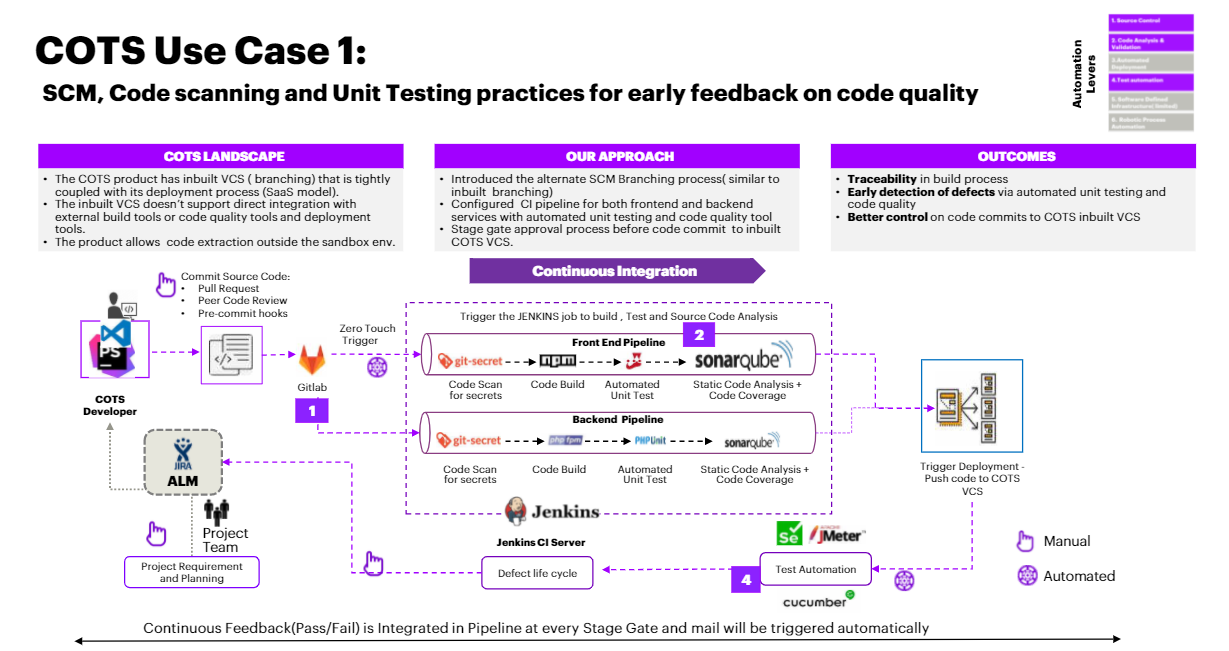 COTS Use Case 1:
SCM, Code scanning and Unit Testing practices for early feedback on code quality
Automation
Levers
1. Source Control
2. Code Analysis &
Validation
3.Automated
Deployment
4.Test automation
5. Software Defined
Infrastructure( limited)
6. Robotic Process
Automation
COTS LANDSCAPE
• The COTS product has inbuilt VCS ( branching) that is tightly
coupled with its deployment process (SaaS model).
• The inbuilt VCS doesn't support direct integration with
external build tools or code quality tools and deployment
tools.
• The product allows code extraction outside the sandbox env.
OUR APPROACH
• Introduced the alternate SCM Branching process( similar to
inbuilt branching)
• Configured CI pipeline for both frontend and backend
services with automated unit testing and code quality tool
• Stage gate approval process before code commit to inbuilt
COTS VCS.
OUTCOMES
• Traceability in build process
• Early detection of defects via automated unit testing and
code quality
• Better control on code commits to COTS inbuilt VCS
Continuous Integration
Commit Source Code:
• Pull Request
• Peer Code Review
• Pre-commit hooks
PS
COTS
Developer
</>
Gitlab
1
Zero Touch
Trigger
Trigger the JENKINS job to build , Test and Source Code Analysis
2
Front End Pipeline
git-secret
npm
sonarqube
Code Scan
for secrets
Code Build
Automated
Unit Test
Static Code Analysis +
Code Coverage
Backend Pipeline
git-secret
php fpm
PHPUnit
sonarqube
Code Scan
for secrets
Code Build
Automated
Unit Test
Static Code Analysis +
Code Coverage
Jenkins
Jenkins CI Server
Trigger Deployment -
Push code to COTS
VCS
JIRA
ALM
Project
Team
Project Requirement
and Planning
Defect life cycle
4
Se
JMeter
Test Automation
cucumber
Manual
Automated
Continuous Feedback(Pass/Fail) is Integrated in Pipeline at every Stage Gate and mail will be triggered automatically